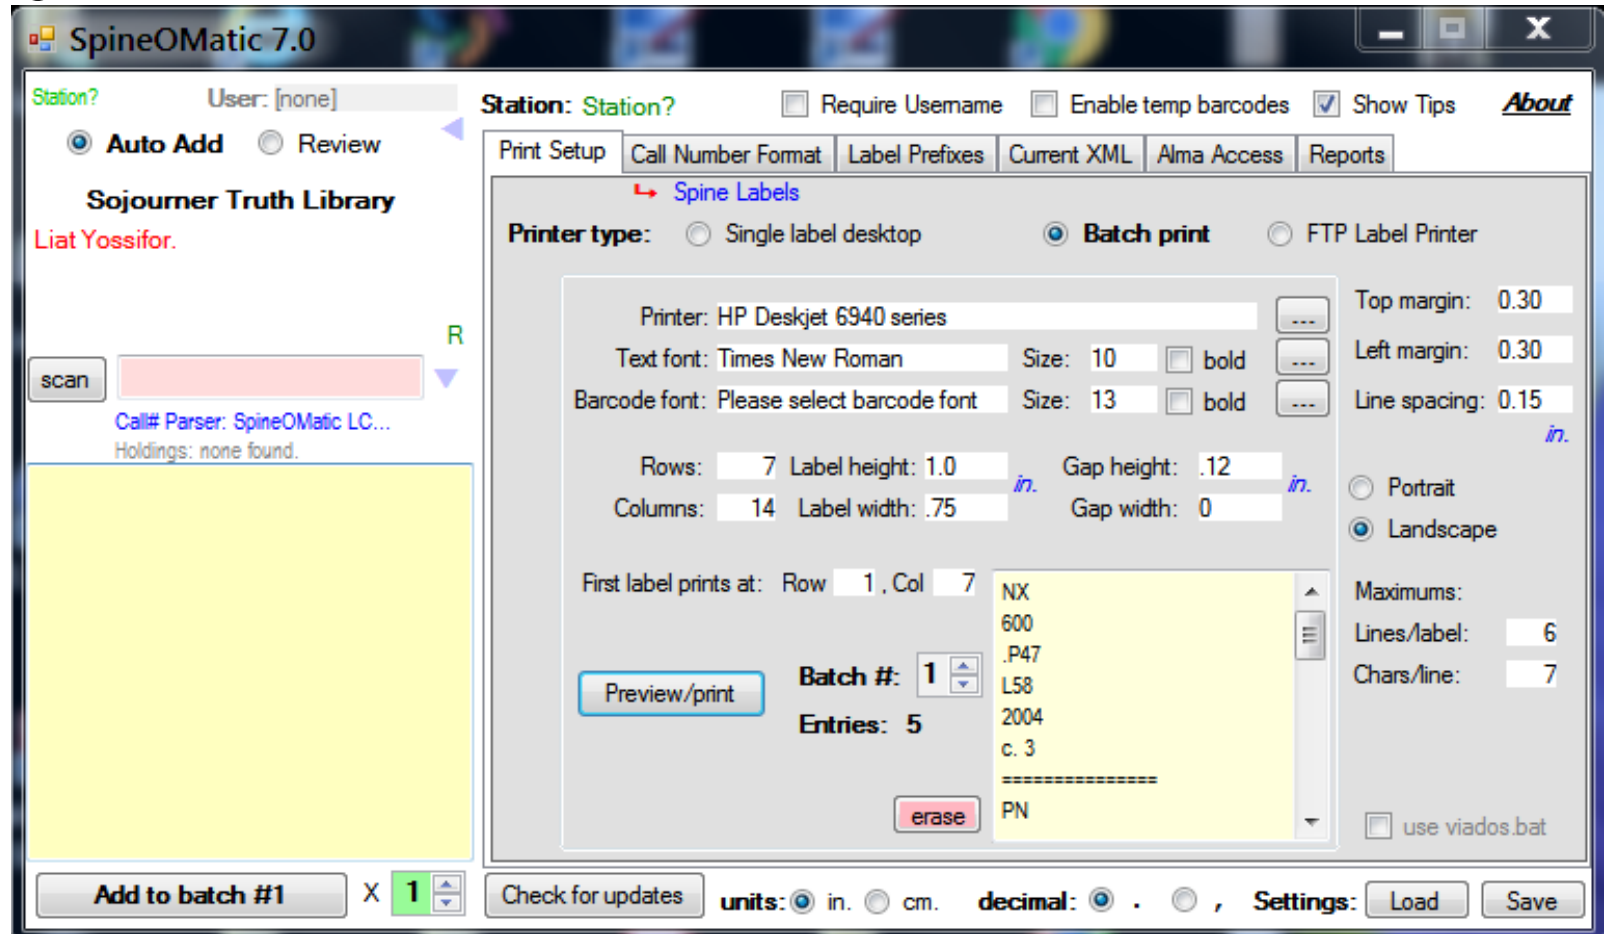 SpineOMatic 7.0
Station? User: [none]
Auto Add Review
Sojourner Truth Library
Liat Yossifor.
R
scan
Call# Parser: SpineOMatic LC...
Holdings: none found.
Add to batch #1 X 1
Station: Station? Require Username Enable temp barcodes Show Tips About
Print Setup Call Number Format Label Prefixes Current XML Alma Access Reports
Spine Labels
Printer type: Single label desktop Batch print FTP Label Printer
Printer: HP Deskjet 6940 series ...
Text font: Times New Roman Size: 10 bold ...
Barcode font: Please select barcode font Size: 13 bold ...
Top margin: 0.30
Left margin: 0.30
Line spacing: 0.15
in.
Rows: 7 Label height: 1.0 in. Gap height: .12 in.
Columns: 14 Label width: .75 Gap width: 0
Portrait
Landscape
First label prints at: Row 1 , Col 7
Preview/print
Batch #: 1
Entries: 5
erase
NX
600
.P47
L58
2004
c. 3
===============
PN
Maximums:
Lines/label: 6
Chars/line: 7
use viados.bat
Check for updates units: in. cm. decimal: . , Settings: Load Save